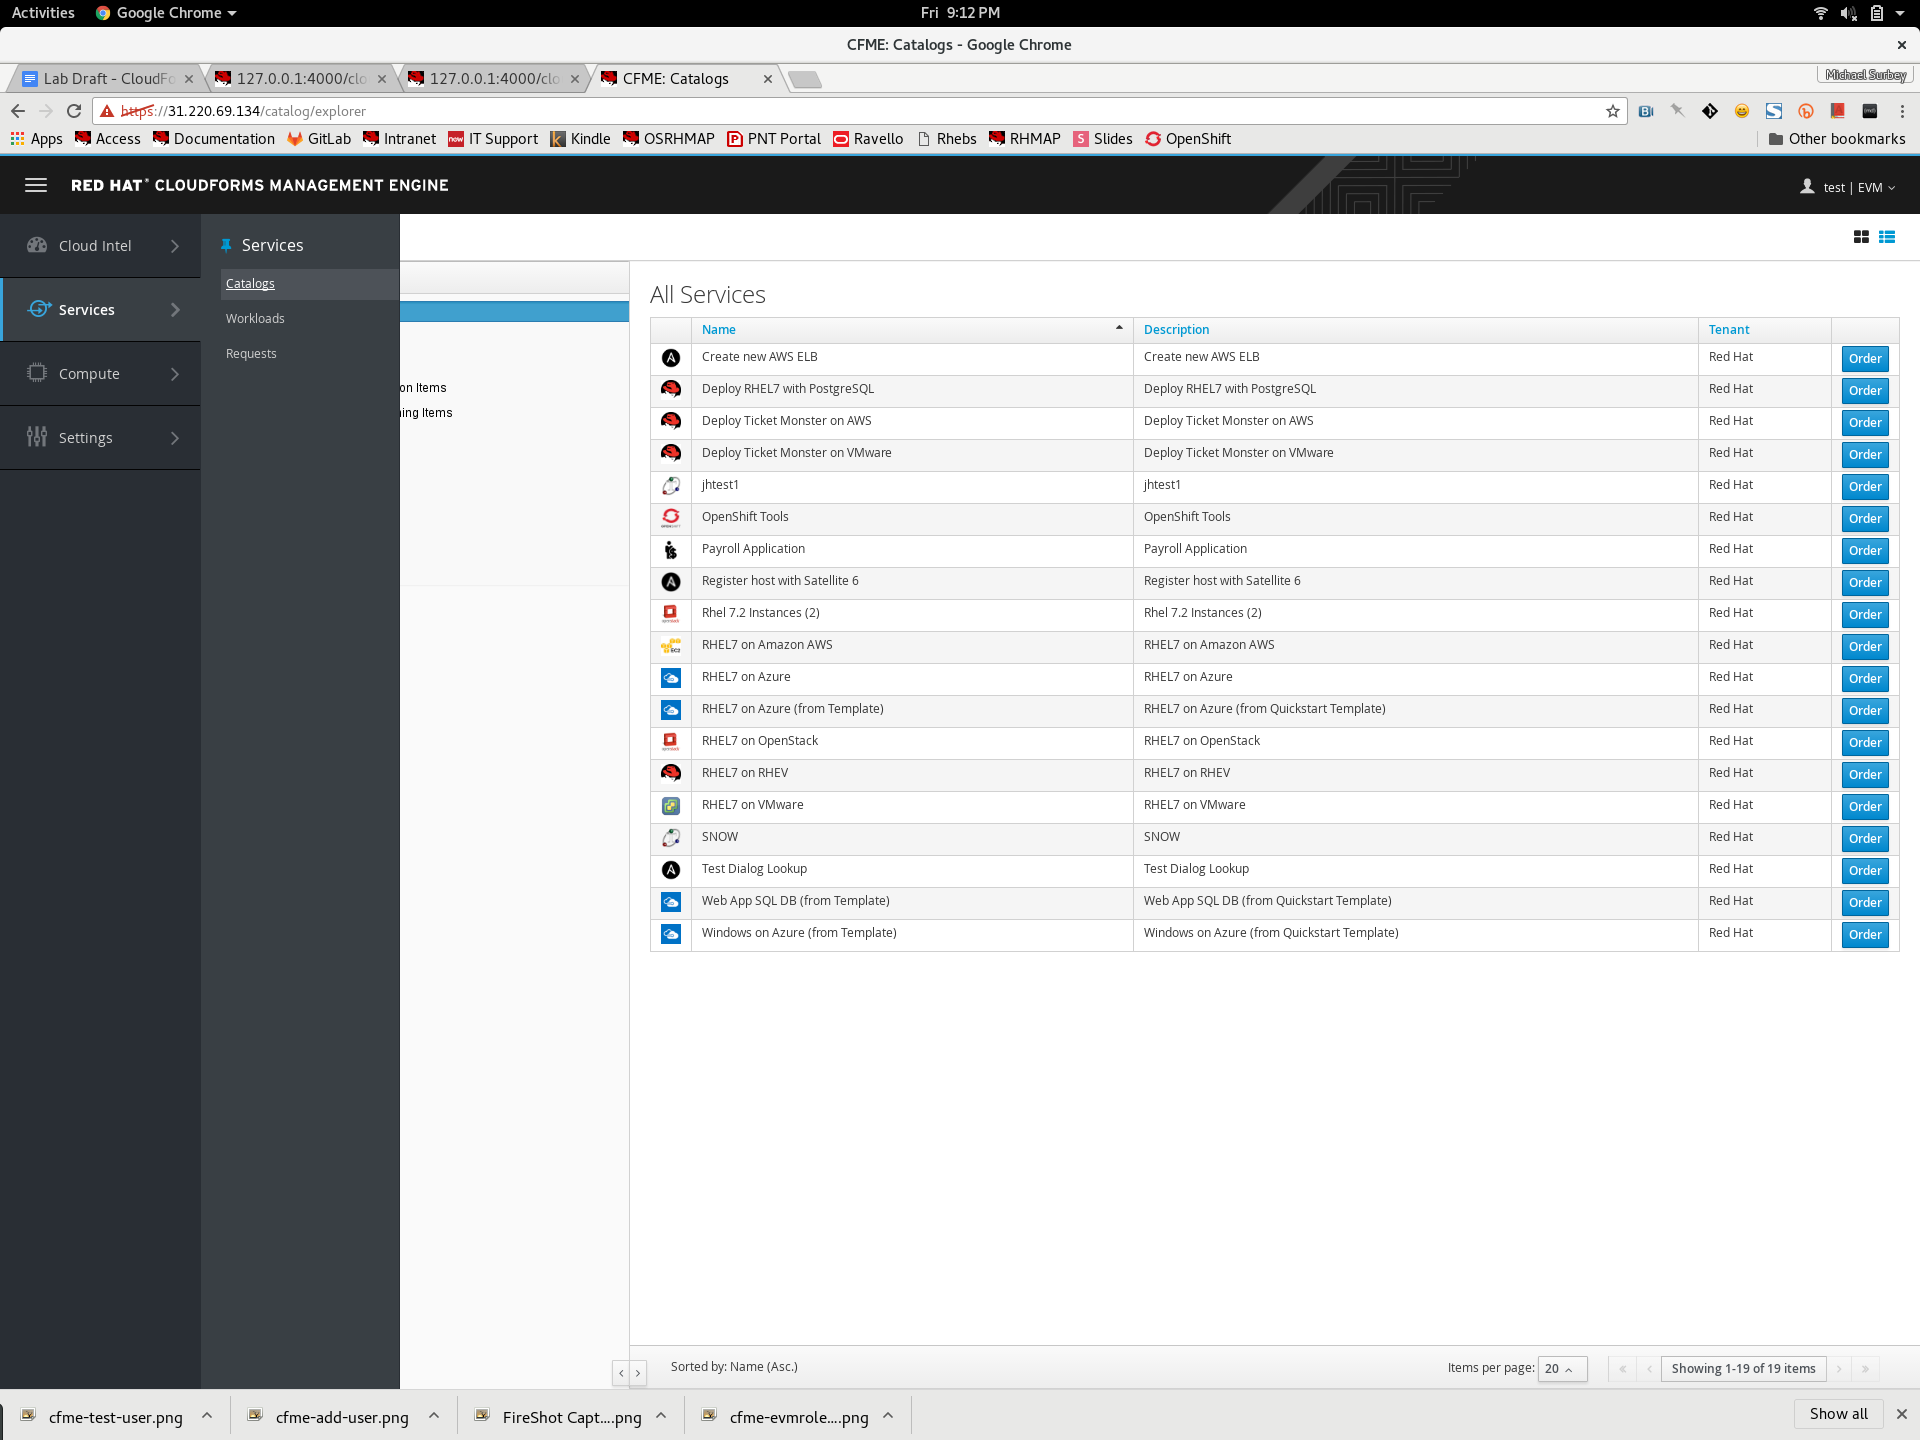 Activities Google Chrome Fri 9:12 PM
CFME: Catalogs - Google Chrome
Lab Draft - CloudFo 127.0.0.1:4000/clo 127.0.0.1:4000/clo CFME: Catalogs Michael Surbey
https://31.220.69.134/catalog/explorer
Apps Access Documentation GitLab Intranet IT Support Kindle OSRHMAP PNT Portal Ravello Rhebs RHMAP Slides OpenShift Other bookmarks
RED HAT® CLOUDFORMS MANAGEMENT ENGINE test | EVM
Cloud Intel
Services
Compute
Settings
Services
Catalogs
Workloads
Requests
on Items
ning Items
All Services
Name Description Tenant
Create new AWS ELB Create new AWS ELB Red Hat Order
Deploy RHEL7 with PostgreSQL Deploy RHEL7 with PostgreSQL Red Hat Order
Deploy Ticket Monster on AWS Deploy Ticket Monster on AWS Red Hat Order
Deploy Ticket Monster on VMware Deploy Ticket Monster on VMware Red Hat Order
jhtest1 jhtest1 Red Hat Order
OpenShift Tools OpenShift Tools Red Hat Order
Payroll Application Payroll Application Red Hat Order
Register host with Satellite 6 Register host with Satellite 6 Red Hat Order
Rhel 7.2 Instances (2) Rhel 7.2 Instances (2) Red Hat Order
RHEL7 on Amazon AWS RHEL7 on Amazon AWS Red Hat Order
RHEL7 on Azure RHEL7 on Azure Red Hat Order
RHEL7 on Azure (from Template) RHEL7 on Azure (from Quickstart Template) Red Hat Order
RHEL7 on OpenStack RHEL7 on OpenStack Red Hat Order
RHEL7 on RHEV RHEL7 on RHEV Red Hat Order
RHEL7 on VMware RHEL7 on VMware Red Hat Order
SNOW SNOW Red Hat Order
Test Dialog Lookup Test Dialog Lookup Red Hat Order
Web App SQL DB (from Template) Web App SQL DB (from Quickstart Template) Red Hat Order
Windows on Azure (from Template) Windows on Azure (from Quickstart Template) Red Hat Order
Sorted by: Name (Asc.) Items per page: 20 Showing 1-19 of 19 items
cfme-test-user.png cfme-add-user.png FireShot Capt....png cfme-evmrole....png Show all